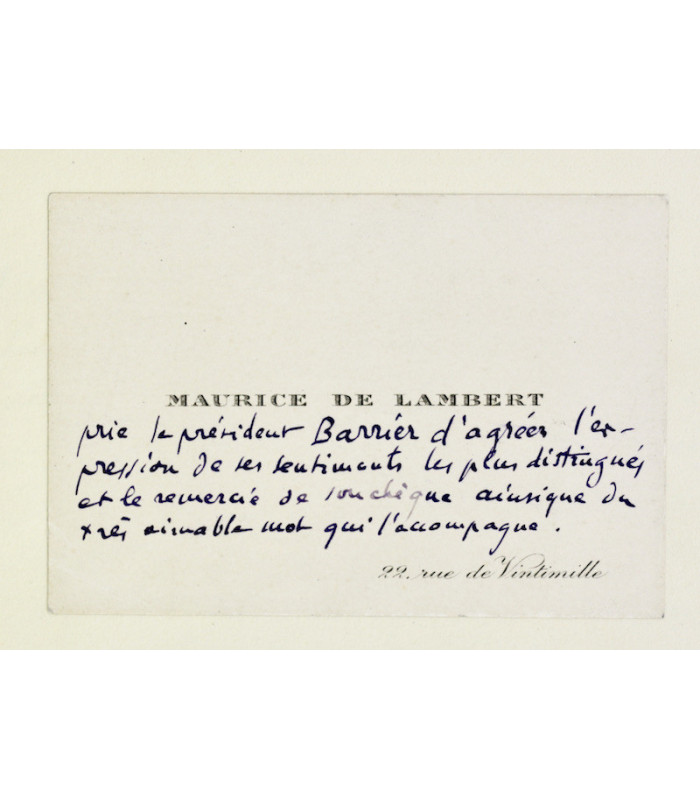 MAURICE DE LAMBERT
prie le président Barrier d'agréer l'ex-
pression de ses sentiments les plus distingués
et le remercie de son chèque ainsi que du
très aimable mot qui l'accompagne.
22, rue de Vintimille